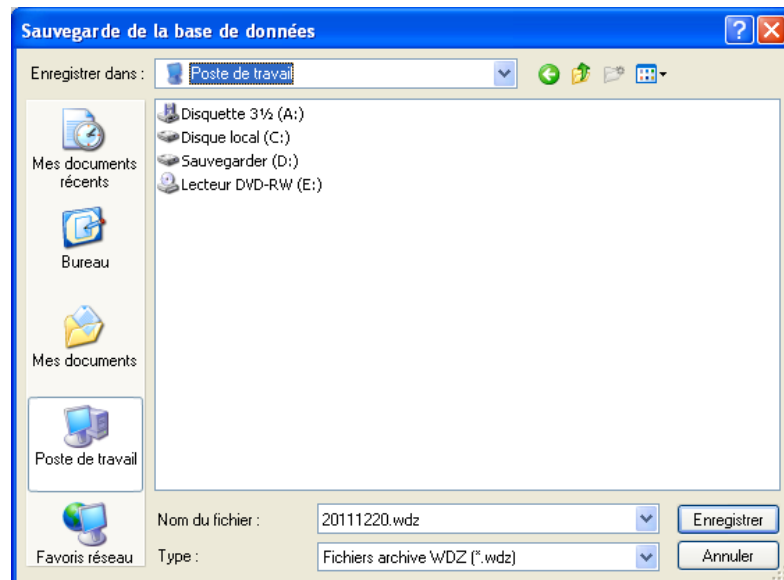 Sauvegarde de la base de données
Enregistrer dans :
Poste de travail
Disquette 3½ (A:)
Disque local (C:)
Sauvegarder (D:)
Lecteur DVD-RW (E:)
Mes documents
récents
Bureau
Mes documents
Poste de travail
Favoris réseau
Nom du fichier :
20111220.wdz
Enregistrer
Type :
Fichiers archive WDZ (*.wdz)
Annuler